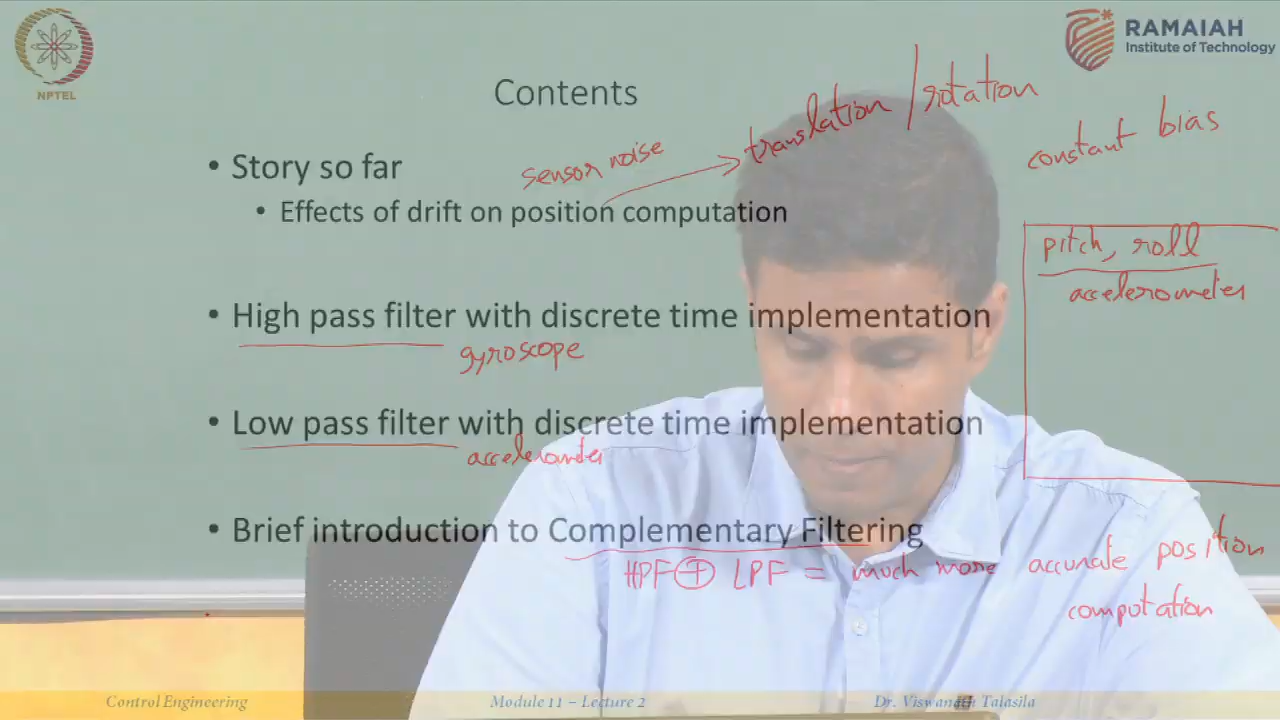 NPTEL
RAMAIAH
Institute of Technology
Contents
translation / rotation
constant bias
• Story so far
sensor noise
• Effects of drift on position computation
pitch, roll
accelerometer
• High pass filter with discrete time implementation
gyroscope
• Low pass filter with discrete time implementation
accelerometer
• Brief introduction to Complementary Filtering
HPF ⊕ LPF = much more accurate position
computation
Control Engineering
Module 11 – Lecture 2
Dr. Viswanath Talasila